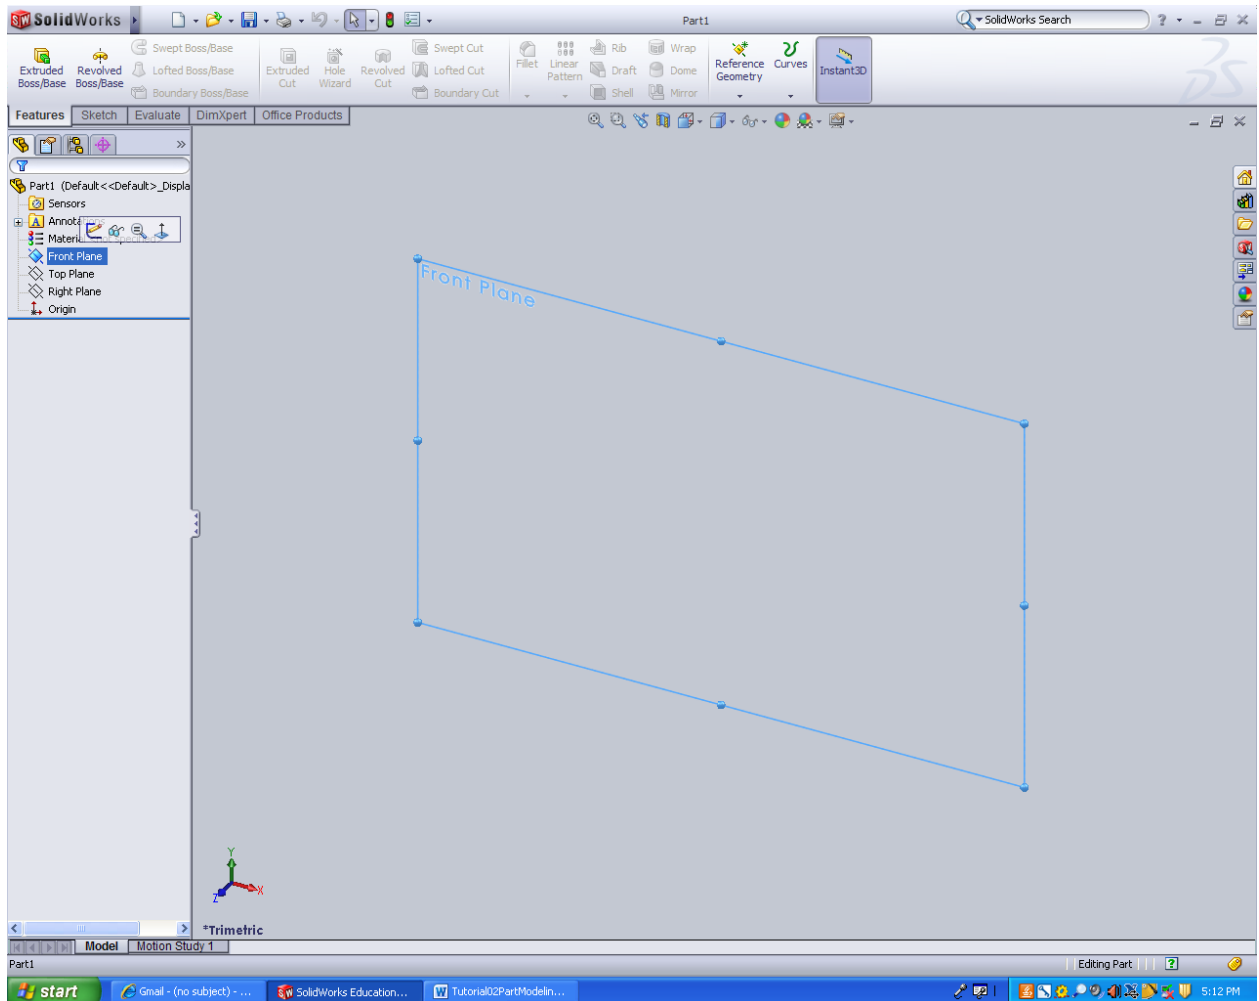 SolidWorks
Part1
SolidWorks Search
Extruded Boss/Base
Revolved Boss/Base
Swept Boss/Base
Lofted Boss/Base
Boundary Boss/Base
Extruded Cut
Hole Wizard
Revolved Cut
Swept Cut
Lofted Cut
Boundary Cut
Fillet
Linear Pattern
Rib
Draft
Shell
Wrap
Dome
Mirror
Reference Geometry
Curves
Instant3D
Features Sketch Evaluate DimXpert Office Products
Part1 (Default<<Default>_Displa
Sensors
Front Plane
Top Plane
Right Plane
Origin
Front Plane
Y
X
Z
*Trimetric
Model Motion Study 1
Part1
Editing Part
start
Gmail - (no subject) - ...
SolidWorks Education...
Tutorial02PartModelin...
5:12 PM